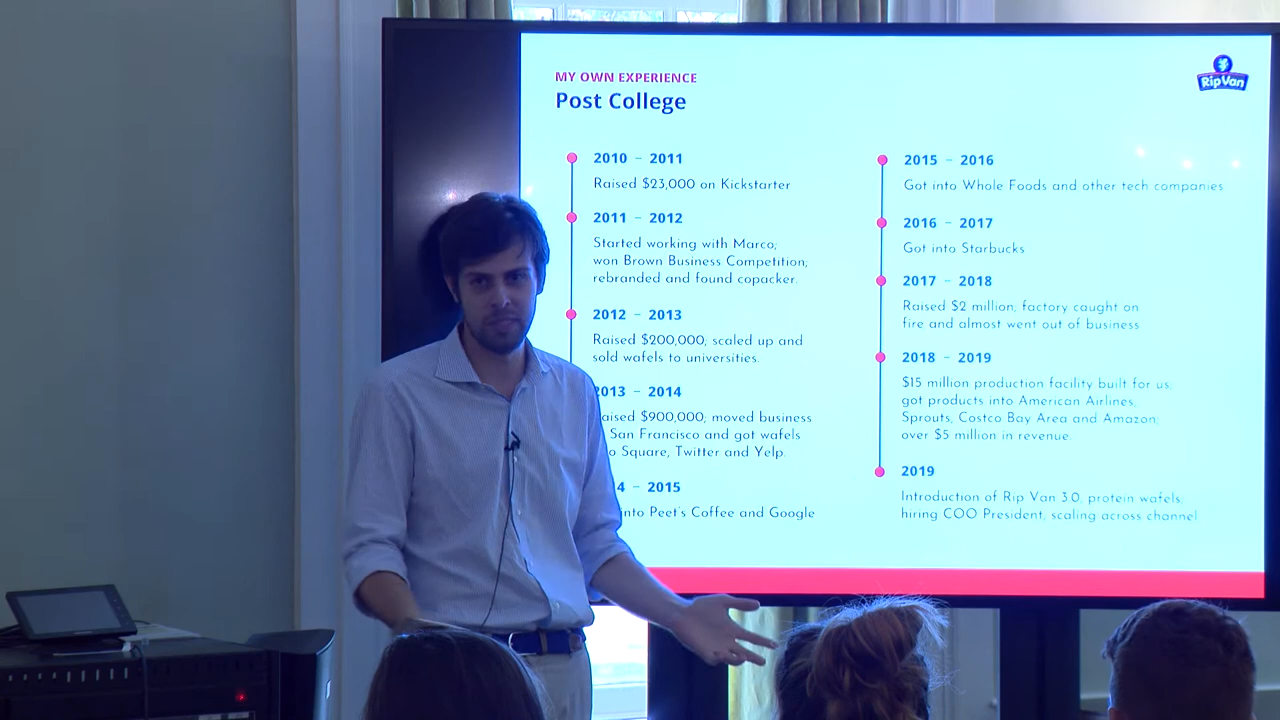 MY OWN EXPERIENCE
Post College
Rip Van
2010 – 2011
Raised $23,000 on Kickstarter
2011 – 2012
Started working with Marco;
won Brown Business Competition;
rebranded and found copacker.
2012 – 2013
Raised $200,000; scaled up and
sold wafels to universities.
2013 – 2014
aised $900,000; moved business
San Francisco and got wafels
o Square, Twitter and Yelp.
4 – 2015
into Peet's Coffee and Google
2015 – 2016
Got into Whole Foods and other tech companies
2016 – 2017
Got into Starbucks
2017 – 2018
Raised $2 million, factory caught on
fire and almost went out of business
2018 – 2019
$15 million production facility built for us;
got products into American Airlines,
Sprouts, Costco Bay Area and Amazon;
over $5 million in revenue.
2019
Introduction of Rip Van 3.0, protein wafels,
hiring COO President, scaling across channel